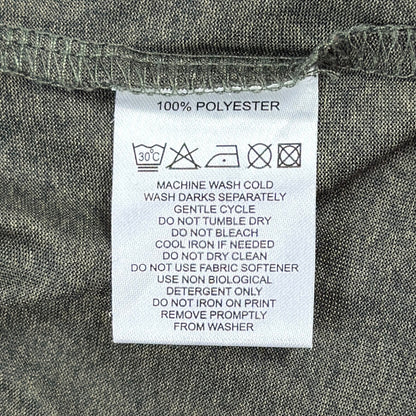 100% POLYESTER
30°C
MACHINE WASH COLD
WASH DARKS SEPARATELY
GENTLE CYCLE
DO NOT TUMBLE DRY
DO NOT BLEACH
COOL IRON IF NEEDED
DO NOT DRY CLEAN
DO NOT USE FABRIC SOFTENER
USE NON BIOLOGICAL
DETERGENT ONLY
DO NOT IRON ON PRINT
REMOVE PROMPTLY
FROM WASHER